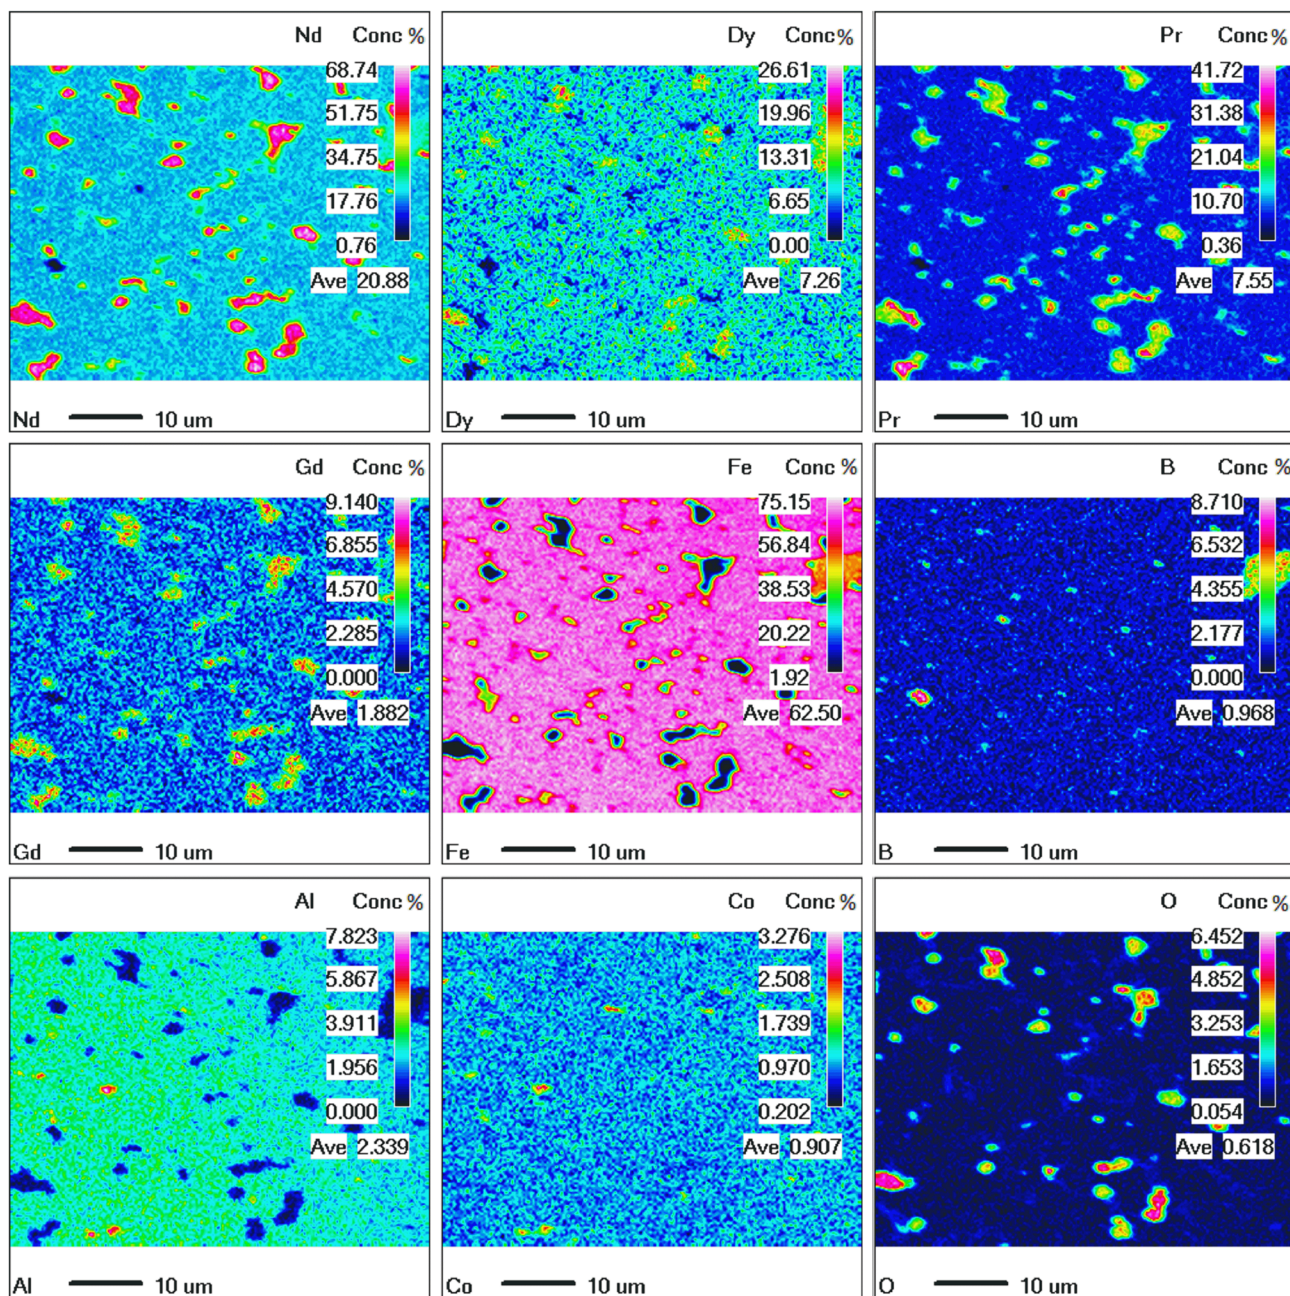 Nd Conc %
68.74
51.75
34.75
17.76
0.76
Ave 20.88
Nd 10 um
Dy Conc %
26.61
19.96
13.31
6.65
0.00
Ave 7.26
Dy 10 um
Pr Conc %
41.72
31.38
21.04
10.70
0.36
Ave 7.55
Pr 10 um
Gd Conc %
9.140
6.855
4.570
2.285
0.000
Ave 1.882
Gd 10 um
Fe Conc %
75.15
56.84
38.53
20.22
1.92
Ave 62.50
Fe 10 um
B Conc %
8.710
6.532
4.355
2.177
0.000
Ave 0.968
B 10 um
Al Conc %
7.823
5.867
3.911
1.956
0.000
Ave 2.339
Al 10 um
Co Conc %
3.276
2.508
1.739
0.970
0.202
Ave 0.907
Co 10 um
O Conc %
6.452
4.852
3.253
1.653
0.054
Ave 0.618
O 10 um